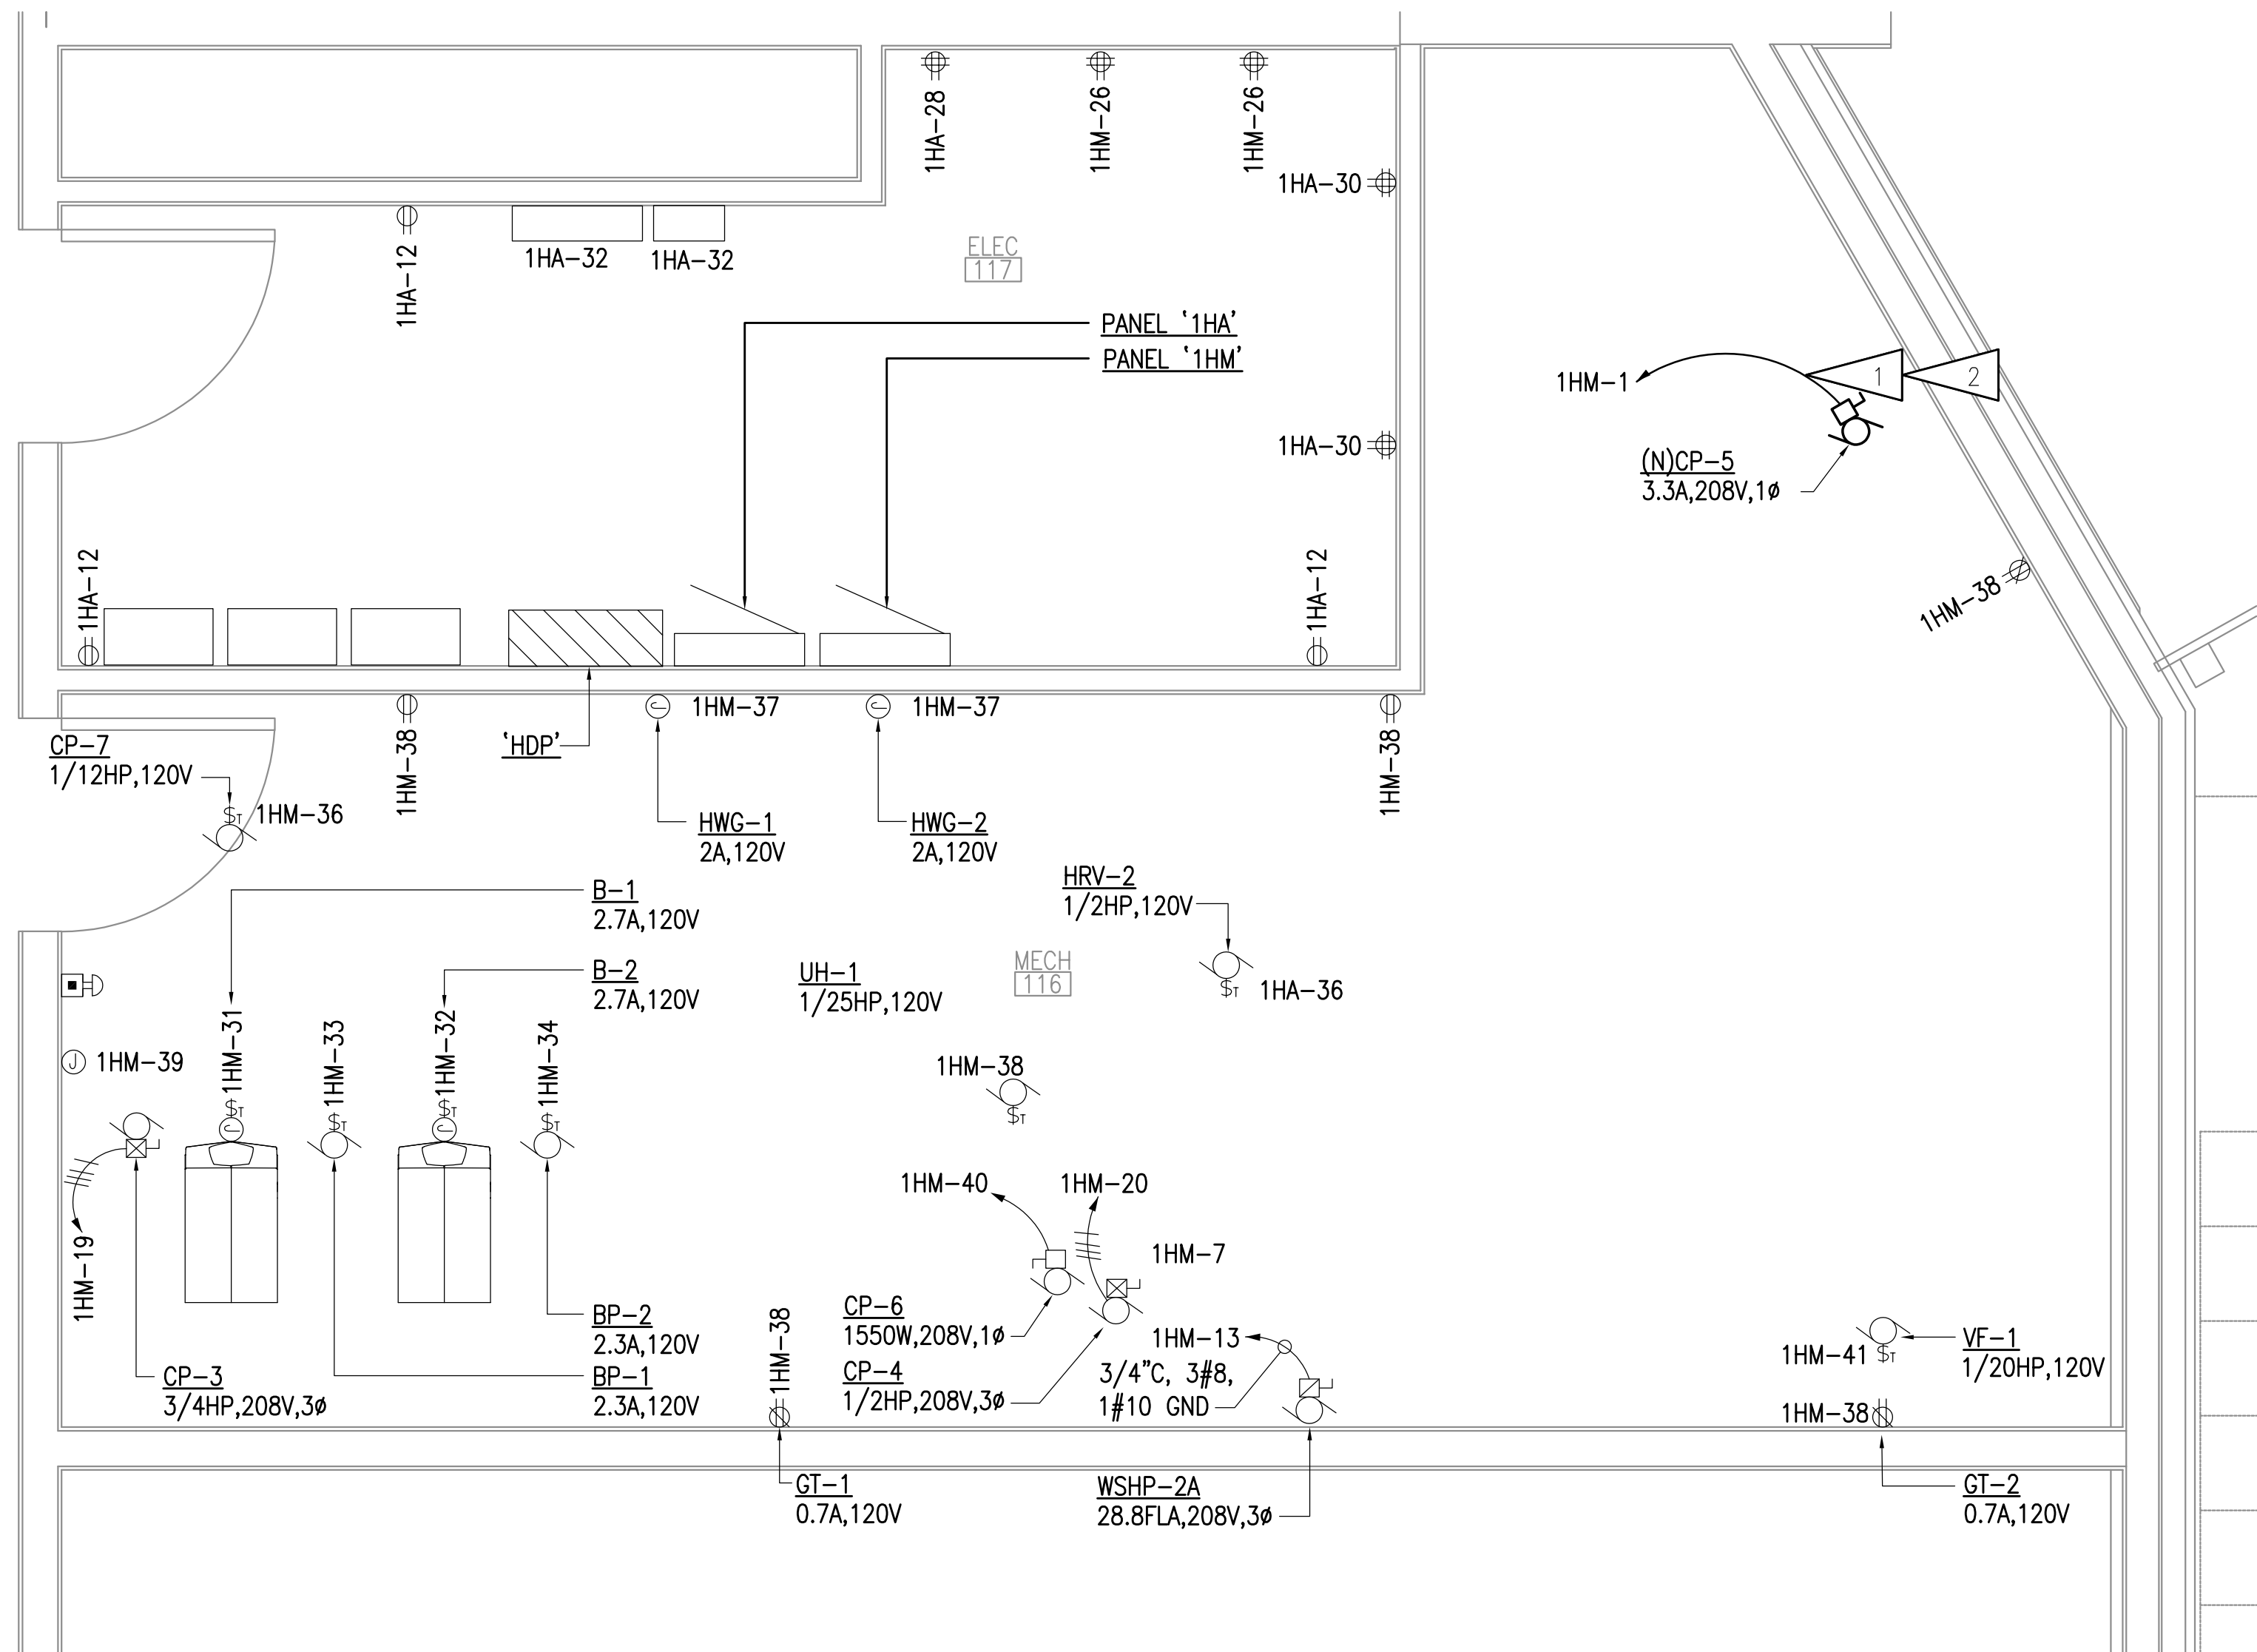 1HA-28
1HM-26
1HM-26
1HA-30
1HA-12
1HA-32
1HA-32
ELEC
117
PANEL ‘1HA’
PANEL ‘1HM’
1HM-1
1
2
1HA-30
(N)CP-5
3.3A,208V,1ø
1HA-12
1HA-12
1HM-38
CP-7
1/12HP,120V
1HM-36
1HM-38
‘HDP’
1HM-37
1HM-37
1HM-38
HWG-1
2A,120V
HWG-2
2A,120V
B-1
2.7A,120V
HRV-2
1/2HP,120V
B-2
2.7A,120V
UH-1
1/25HP,120V
MECH
116
$T
1HA-36
1HM-39
$T
1HM-31
$T
1HM-33
$T
1HM-32
$T
1HM-34
$T
J
J
J
J
J
1HM-38
$T
1HM-19
1HM-40
1HM-20
1HM-7
CP-6
1550W,208V,1ø
CP-4
1/2HP,208V,3ø
1HM-13
3/4"C, 3#8,
1#10 GND
BP-2
2.3A,120V
BP-1
2.3A,120V
CP-3
3/4HP,208V,3ø
1HM-38
1HM-41
$T
VF-1
1/20HP,120V
1HM-38
GT-1
0.7A,120V
WSHP-2A
28.8FLA,208V,3ø
GT-2
0.7A,120V